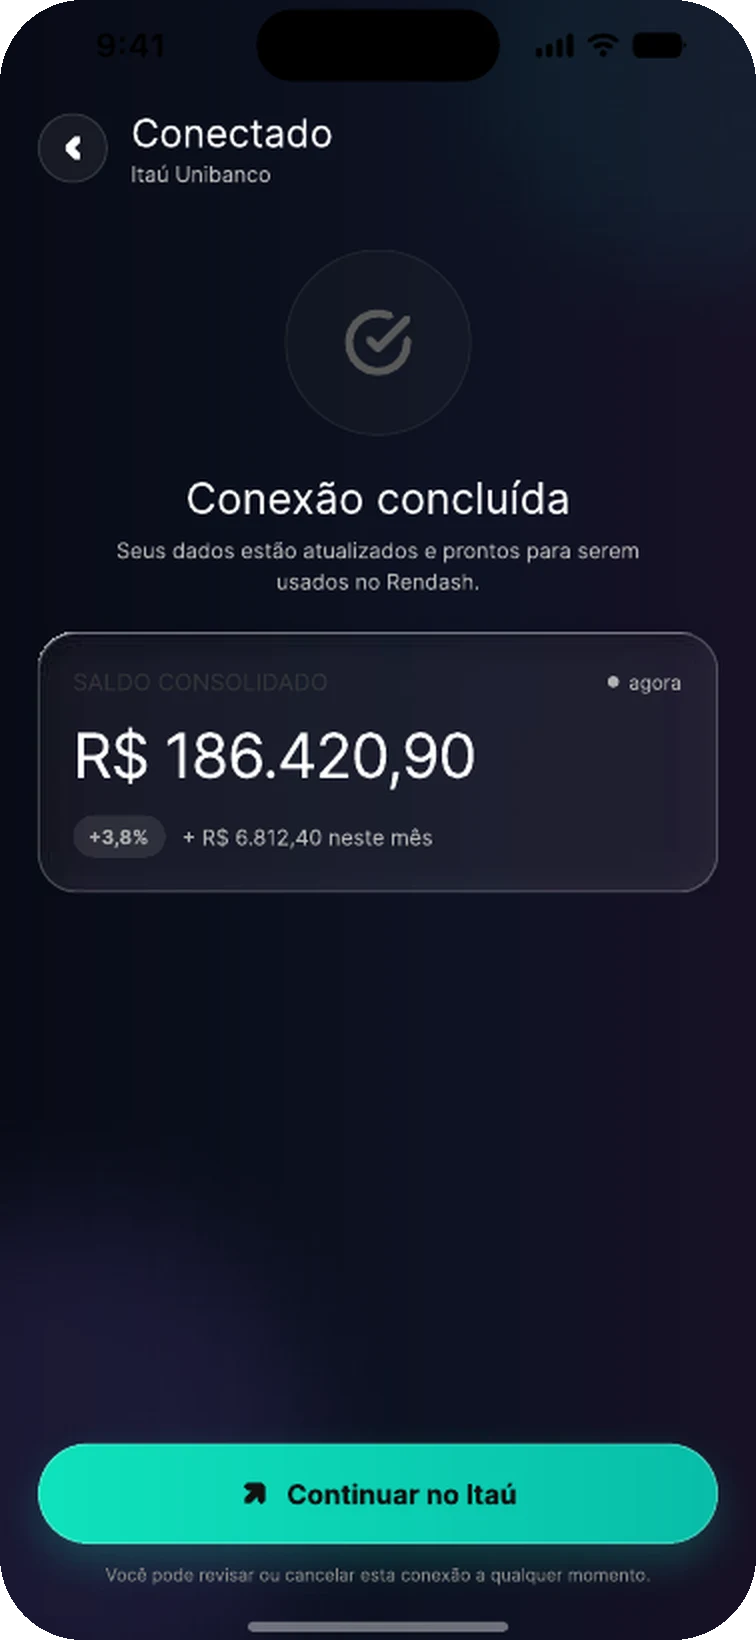 9:41
Conectado
Itaú Unibanco
Conexão concluída
Seus dados estão atualizados e prontos para serem
usados no Rendash.
SALDO CONSOLIDADO
agora
R$ 186.420,90
+3,8%
+ R$ 6.812,40 neste mês
Continuar no Itaú
Você pode revisar ou cancelar esta conexão a qualquer momento.